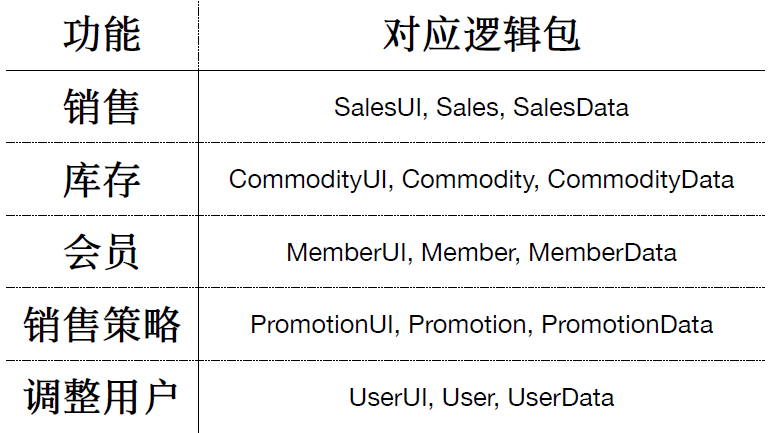 功能 对应逻辑包
销售 SalesUI, Sales, SalesData
库存 CommodityUI, Commodity, CommodityData
会员 MemberUI, Member, MemberData
销售策略 PromotionUI, Promotion, PromotionData
调整用户 UserUI, User, UserData